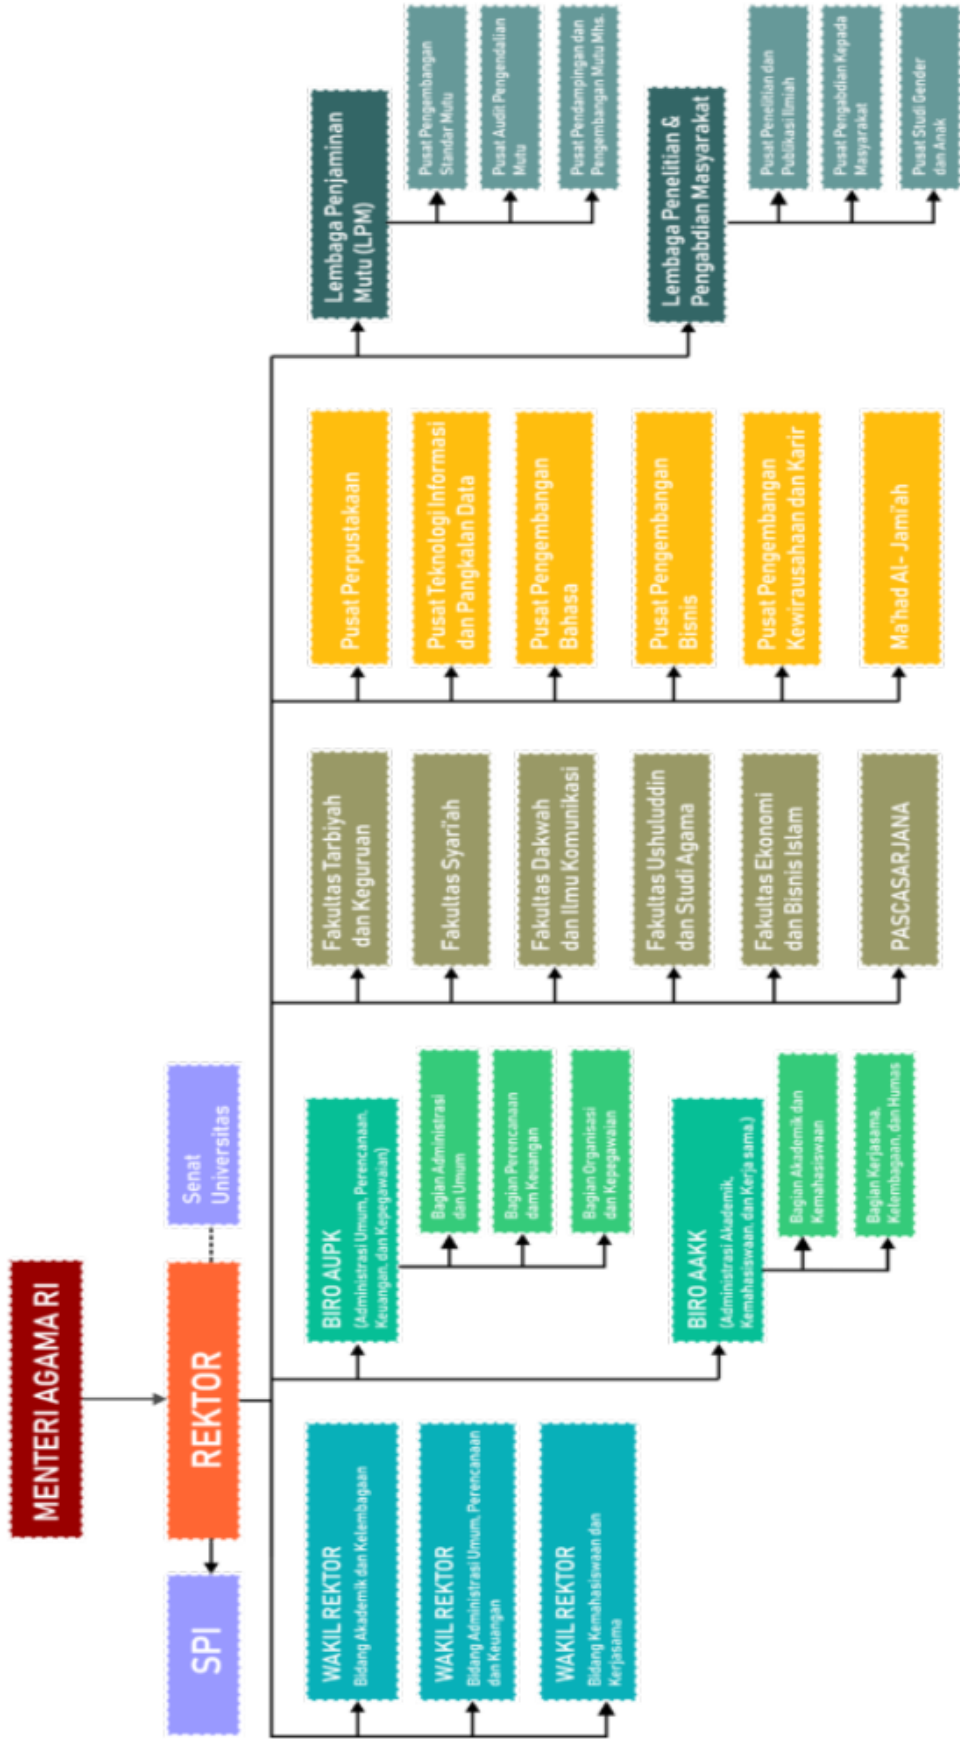 MENTERI AGAMA RI
SPI
REKTOR
Senat
Universitas
WAKIL REKTOR
Bidang Akademik dan Kelembagaan
WAKIL REKTOR
Bidang Administrasi Umum, Perencanaan
dan Keuangan
WAKIL REKTOR
Bidang Kemahasiswaan dan
Kerjasama
BIRO AUPK
(Administrasi Umum, Perencanaan,
Keuangan, dan Kepegawaian)
Bagian Administrasi
dan Umum
Bagian Perencanaan
dam Keuangan
Bagian Organisasi
dan Kepegawaian
BIRO AAKK
(Administrasi Akademik,
Kemahasiswaan, dan Kerja sama,)
Bagian Akademik dan
Kemahasiswaan
Bagian Kerjasama,
Kelembagaan, dan Humas
Fakultas Tarbiyah
dan Keguruan
Fakultas Syari'ah
Fakultas Dakwah
dan Ilmu Komunikasi
Fakultas Ushuluddin
dan Studi Agama
Fakultas Ekonomi
dan Bisnis Islam
PASCASARJANA
Pusat Perpustakaan
Pusat Teknologi Informasi
dan Pangkalan Data
Pusat Pengembangan
Bahasa
Pusat Pengembangan
Bisnis
Pusat Pengembangan
Kewirausahaan dan Karir
Ma'had Al- Jami'ah
Lembaga Penjaminan
Mutu (LPM)
Pusat Pengembangan
Standar Mutu
Pusat Audit Pengendalian
Mutu
Pusat Pendampingan dan
Pengembangan Mutu Mhs.
Lembaga Penelitian &
Pengabdian Masyarakat
Pusat Penelitian dan
Publikasi Ilmiah
Pusat Pengabdian Kepada
Masyarakat
Pusat Studi Gender
dan Anak